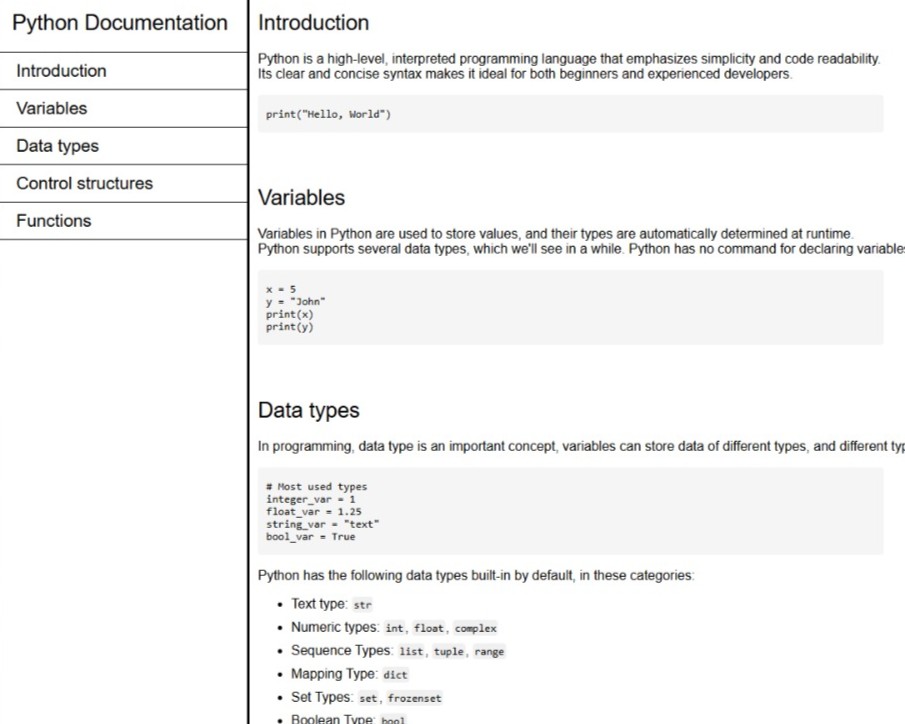 Python Documentation
Introduction
Variables
Data types
Control structures
Functions
Introduction
Python is a high-level, interpreted programming language that emphasizes simplicity and code readability.
Its clear and concise syntax makes it ideal for both beginners and experienced developers.
print("Hello, World")
Variables
Variables in Python are used to store values, and their types are automatically determined at runtime.
Python supports several data types, which we'll see in a while. Python has no command for declaring variables
x = 5
y = "John"
print(x)
print(y)
Data types
In programming, data type is an important concept, variables can store data of different types, and different typ
# Most used types
integer_var = 1
float_var = 1.25
string_var = "text"
bool_var = True
Python has the following data types built-in by default, in these categories:
• Text type: str
• Numeric types: int, float, complex
• Sequence Types: list, tuple, range
• Mapping Type: dict
• Set Types: set, frozenset
• Boolean Type: bool